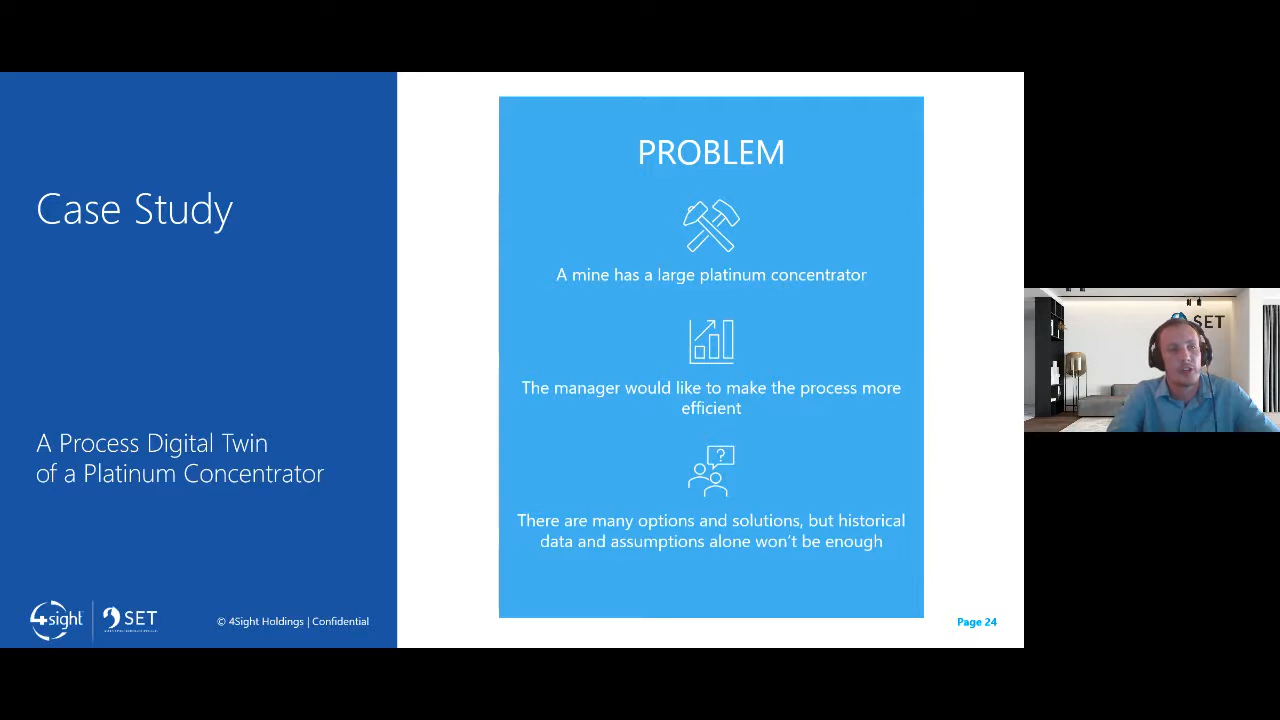 Case Study
A Process Digital Twin
of a Platinum Concentrator
4sight
SET
© 4Sight Holdings | Confidential
PROBLEM
A mine has a large platinum concentrator
The manager would like to make the process more
efficient
?
There are many options and solutions, but historical
data and assumptions alone won't be enough
Page 24
SET